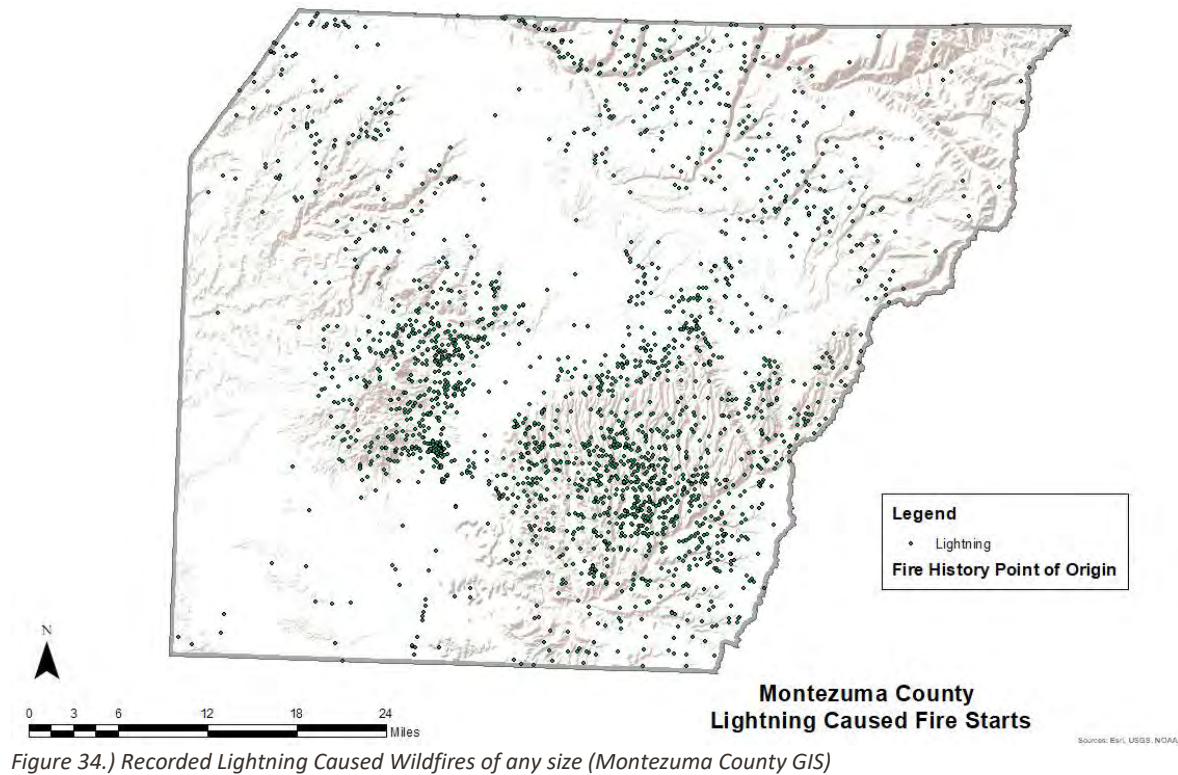 Legend
Lightning
Fire History Point of Origin
N
0 3 6 12 18 24
Miles
Montezuma County
Lightning Caused Fire Starts
Sources: Esri, USGS, NOAA
Figure 34.) Recorded Lightning Caused Wildfires of any size (Montezuma County GIS)